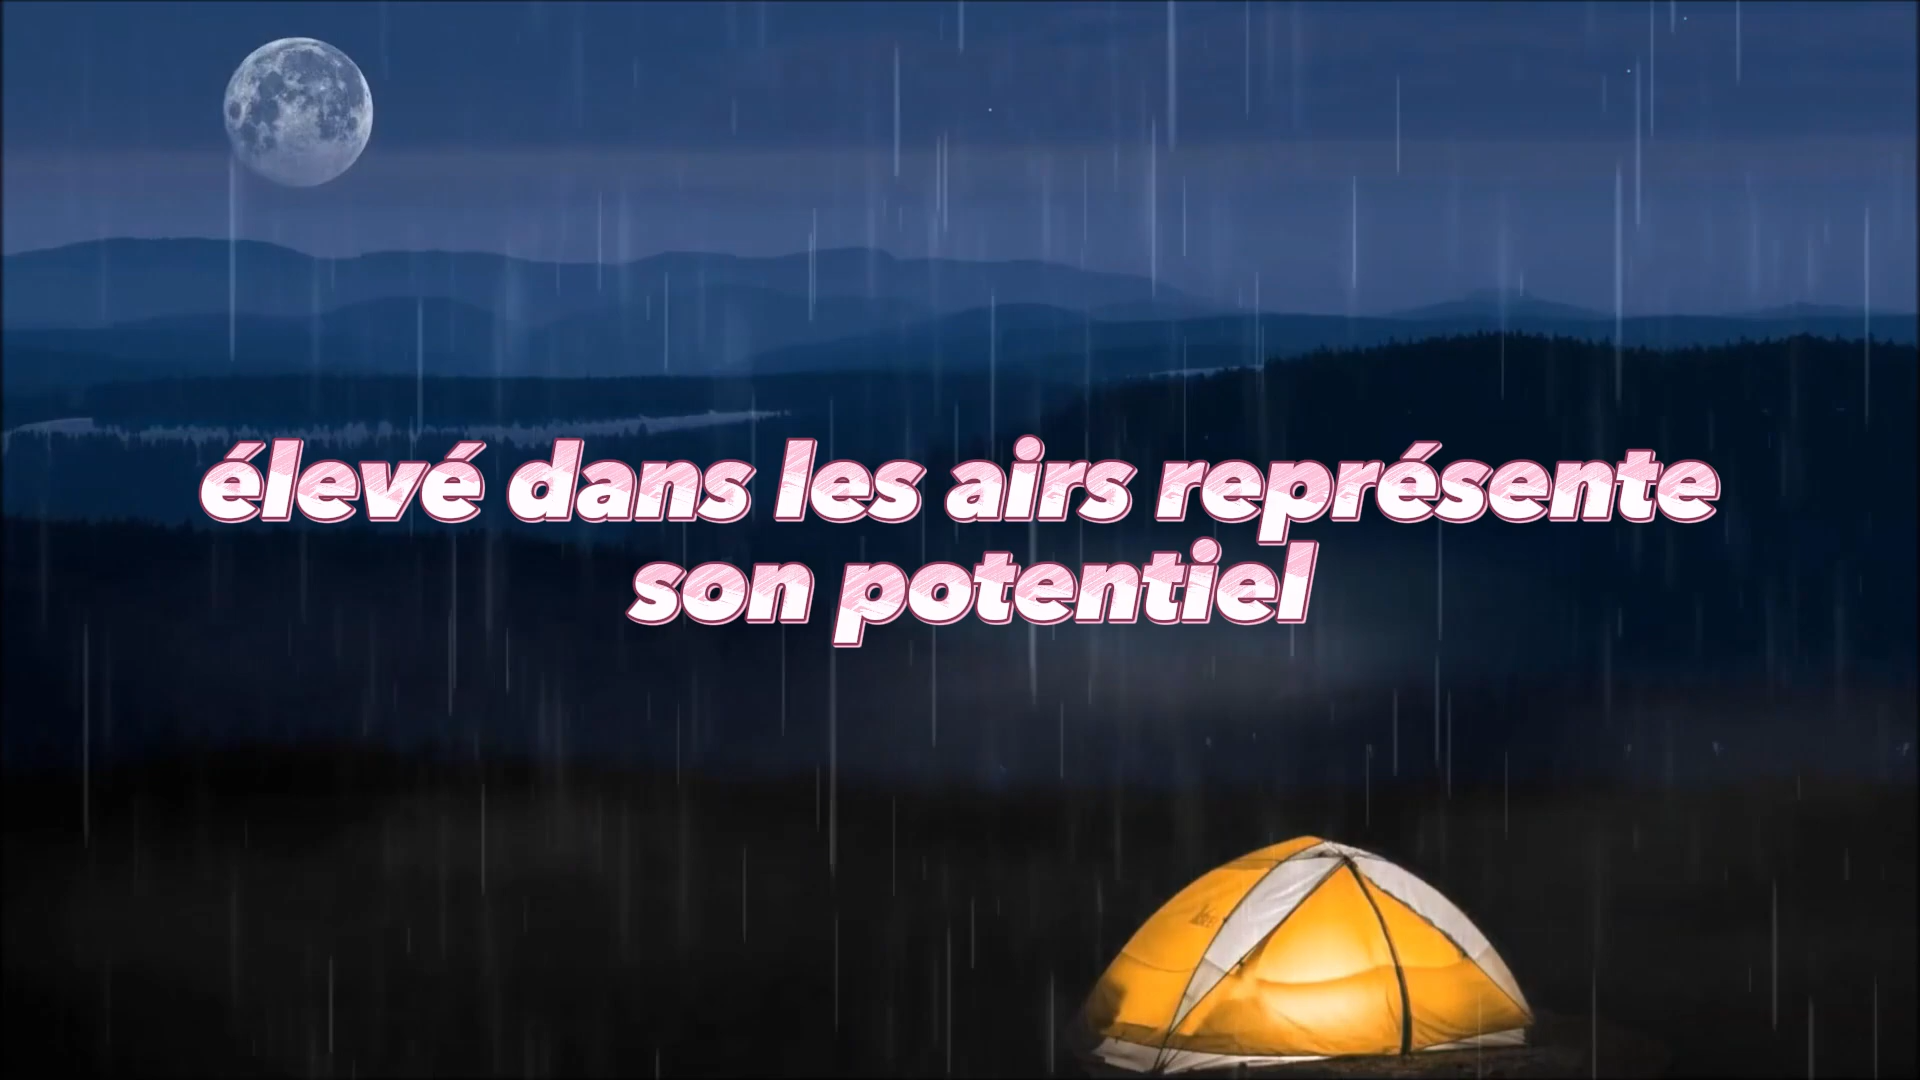 élevé dans les airs représente
son potentiel